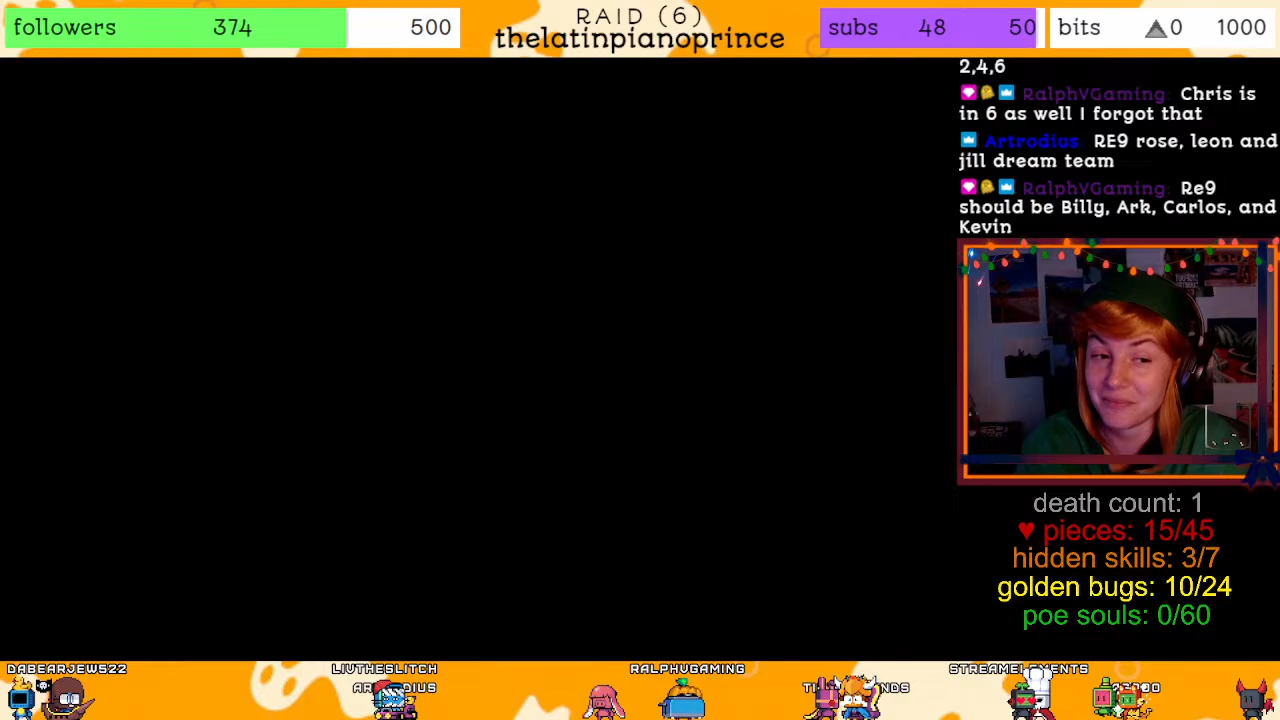 followers 374 500
RAID (6)
thelatinpianoprince
subs 48 50
bits 0 1000
2,4,6
RalphVGaming: Chris is
in 6 as well I forgot that
Artrodius: RE9 rose, leon and
jill dream team
RalphVGaming: Re9
should be Billy, Ark, Carlos, and
Kevin
death count: 1
♥ pieces: 15/45
hidden skills: 3/7
golden bugs: 10/24
poe souls: 0/60
DABEARJEW522 LIVTHESLITCH RALPHVGAMING STREAMELEMENTS